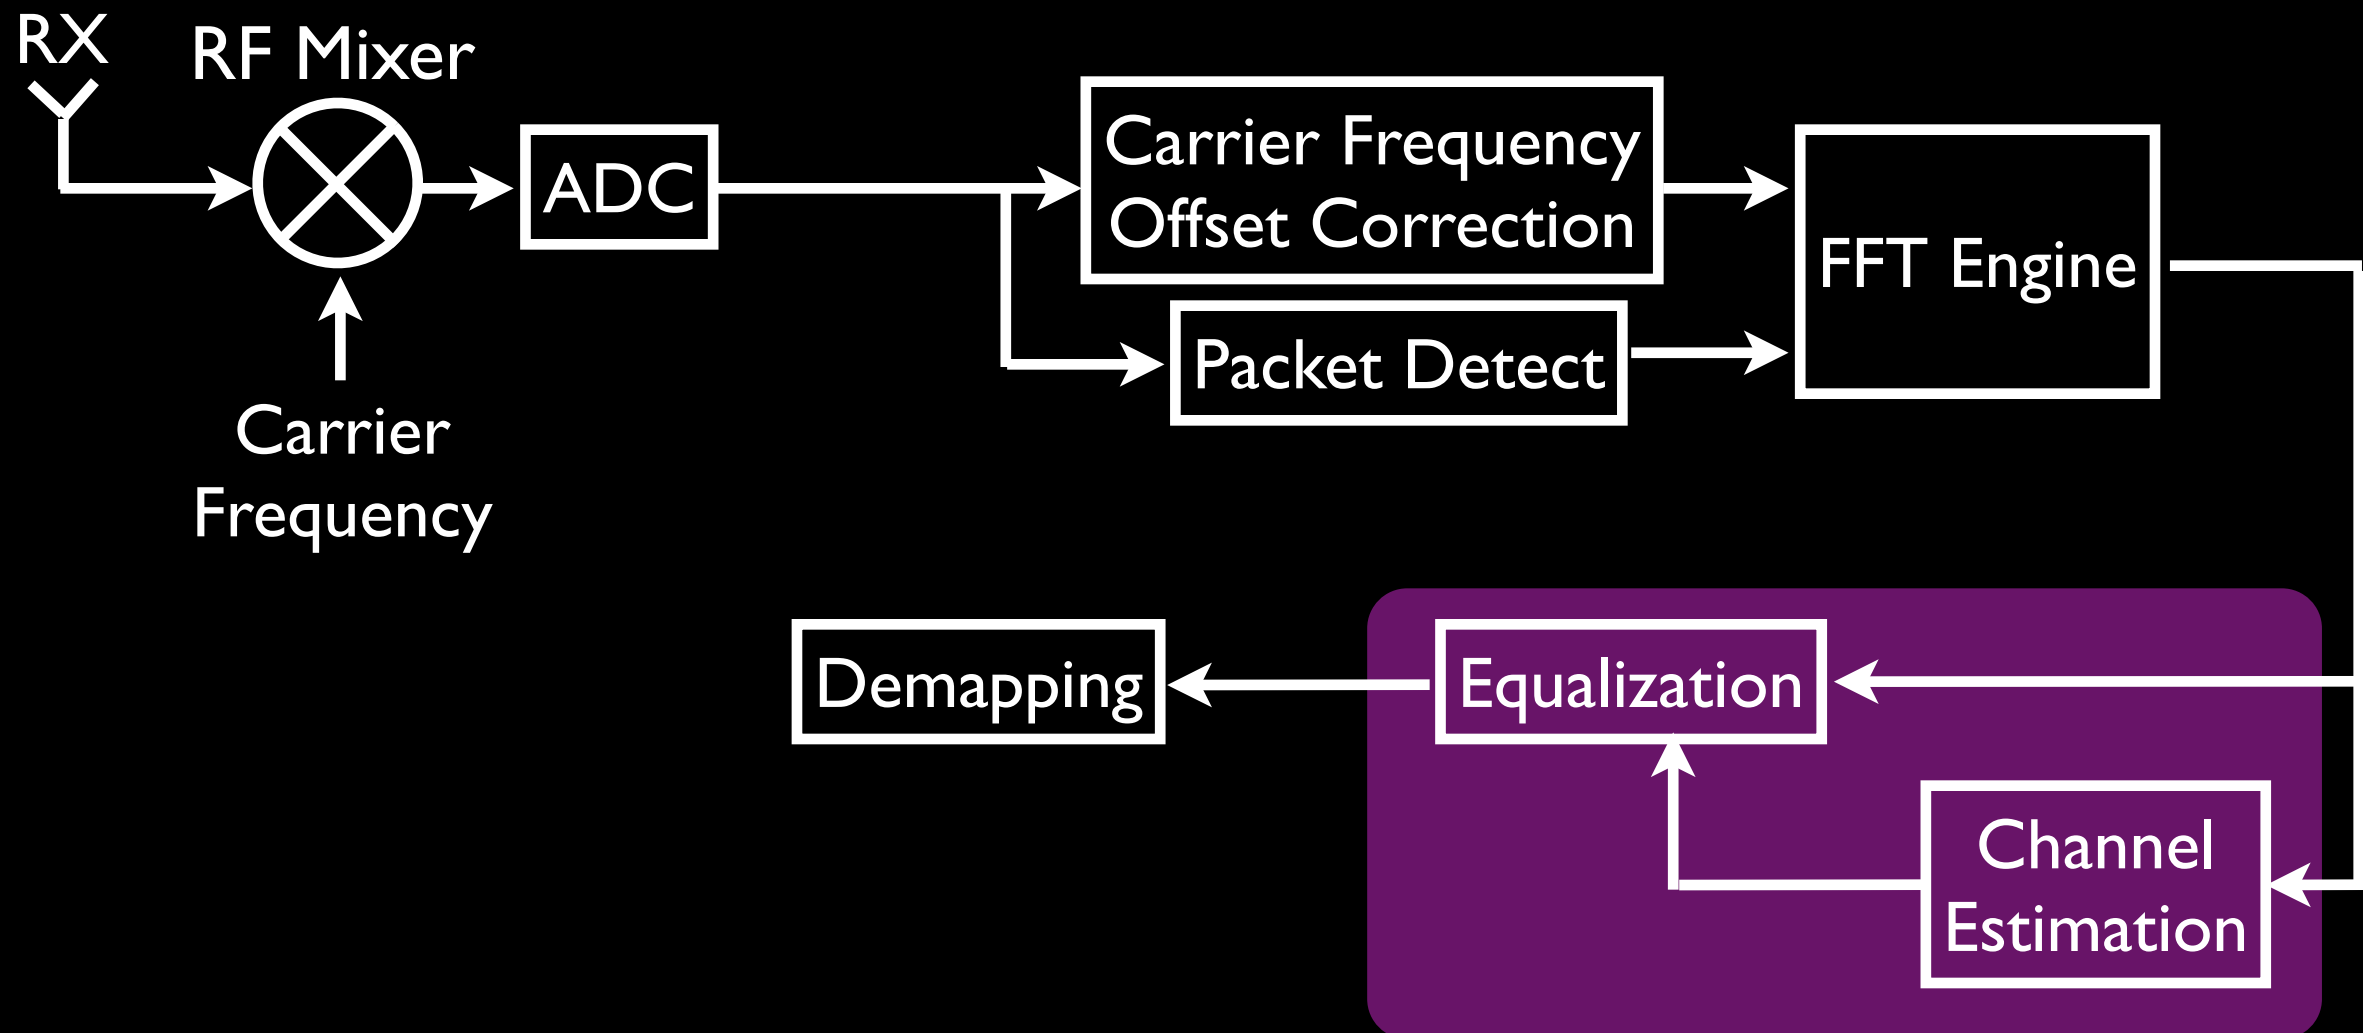 RX
RF Mixer
ADC
Carrier Frequency
Offset Correction
FFT Engine
Packet Detect
Carrier
Frequency
Demapping
Equalization
Channel
Estimation